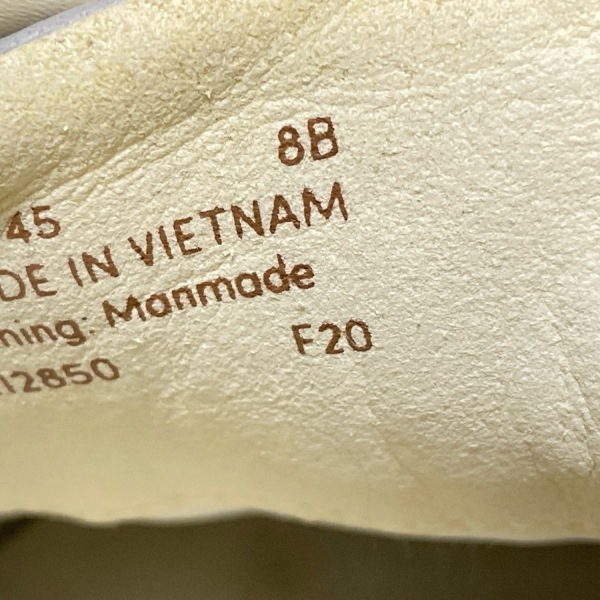 8B
45
DE IN VIETNAM
ning: Manmade
12850 F20